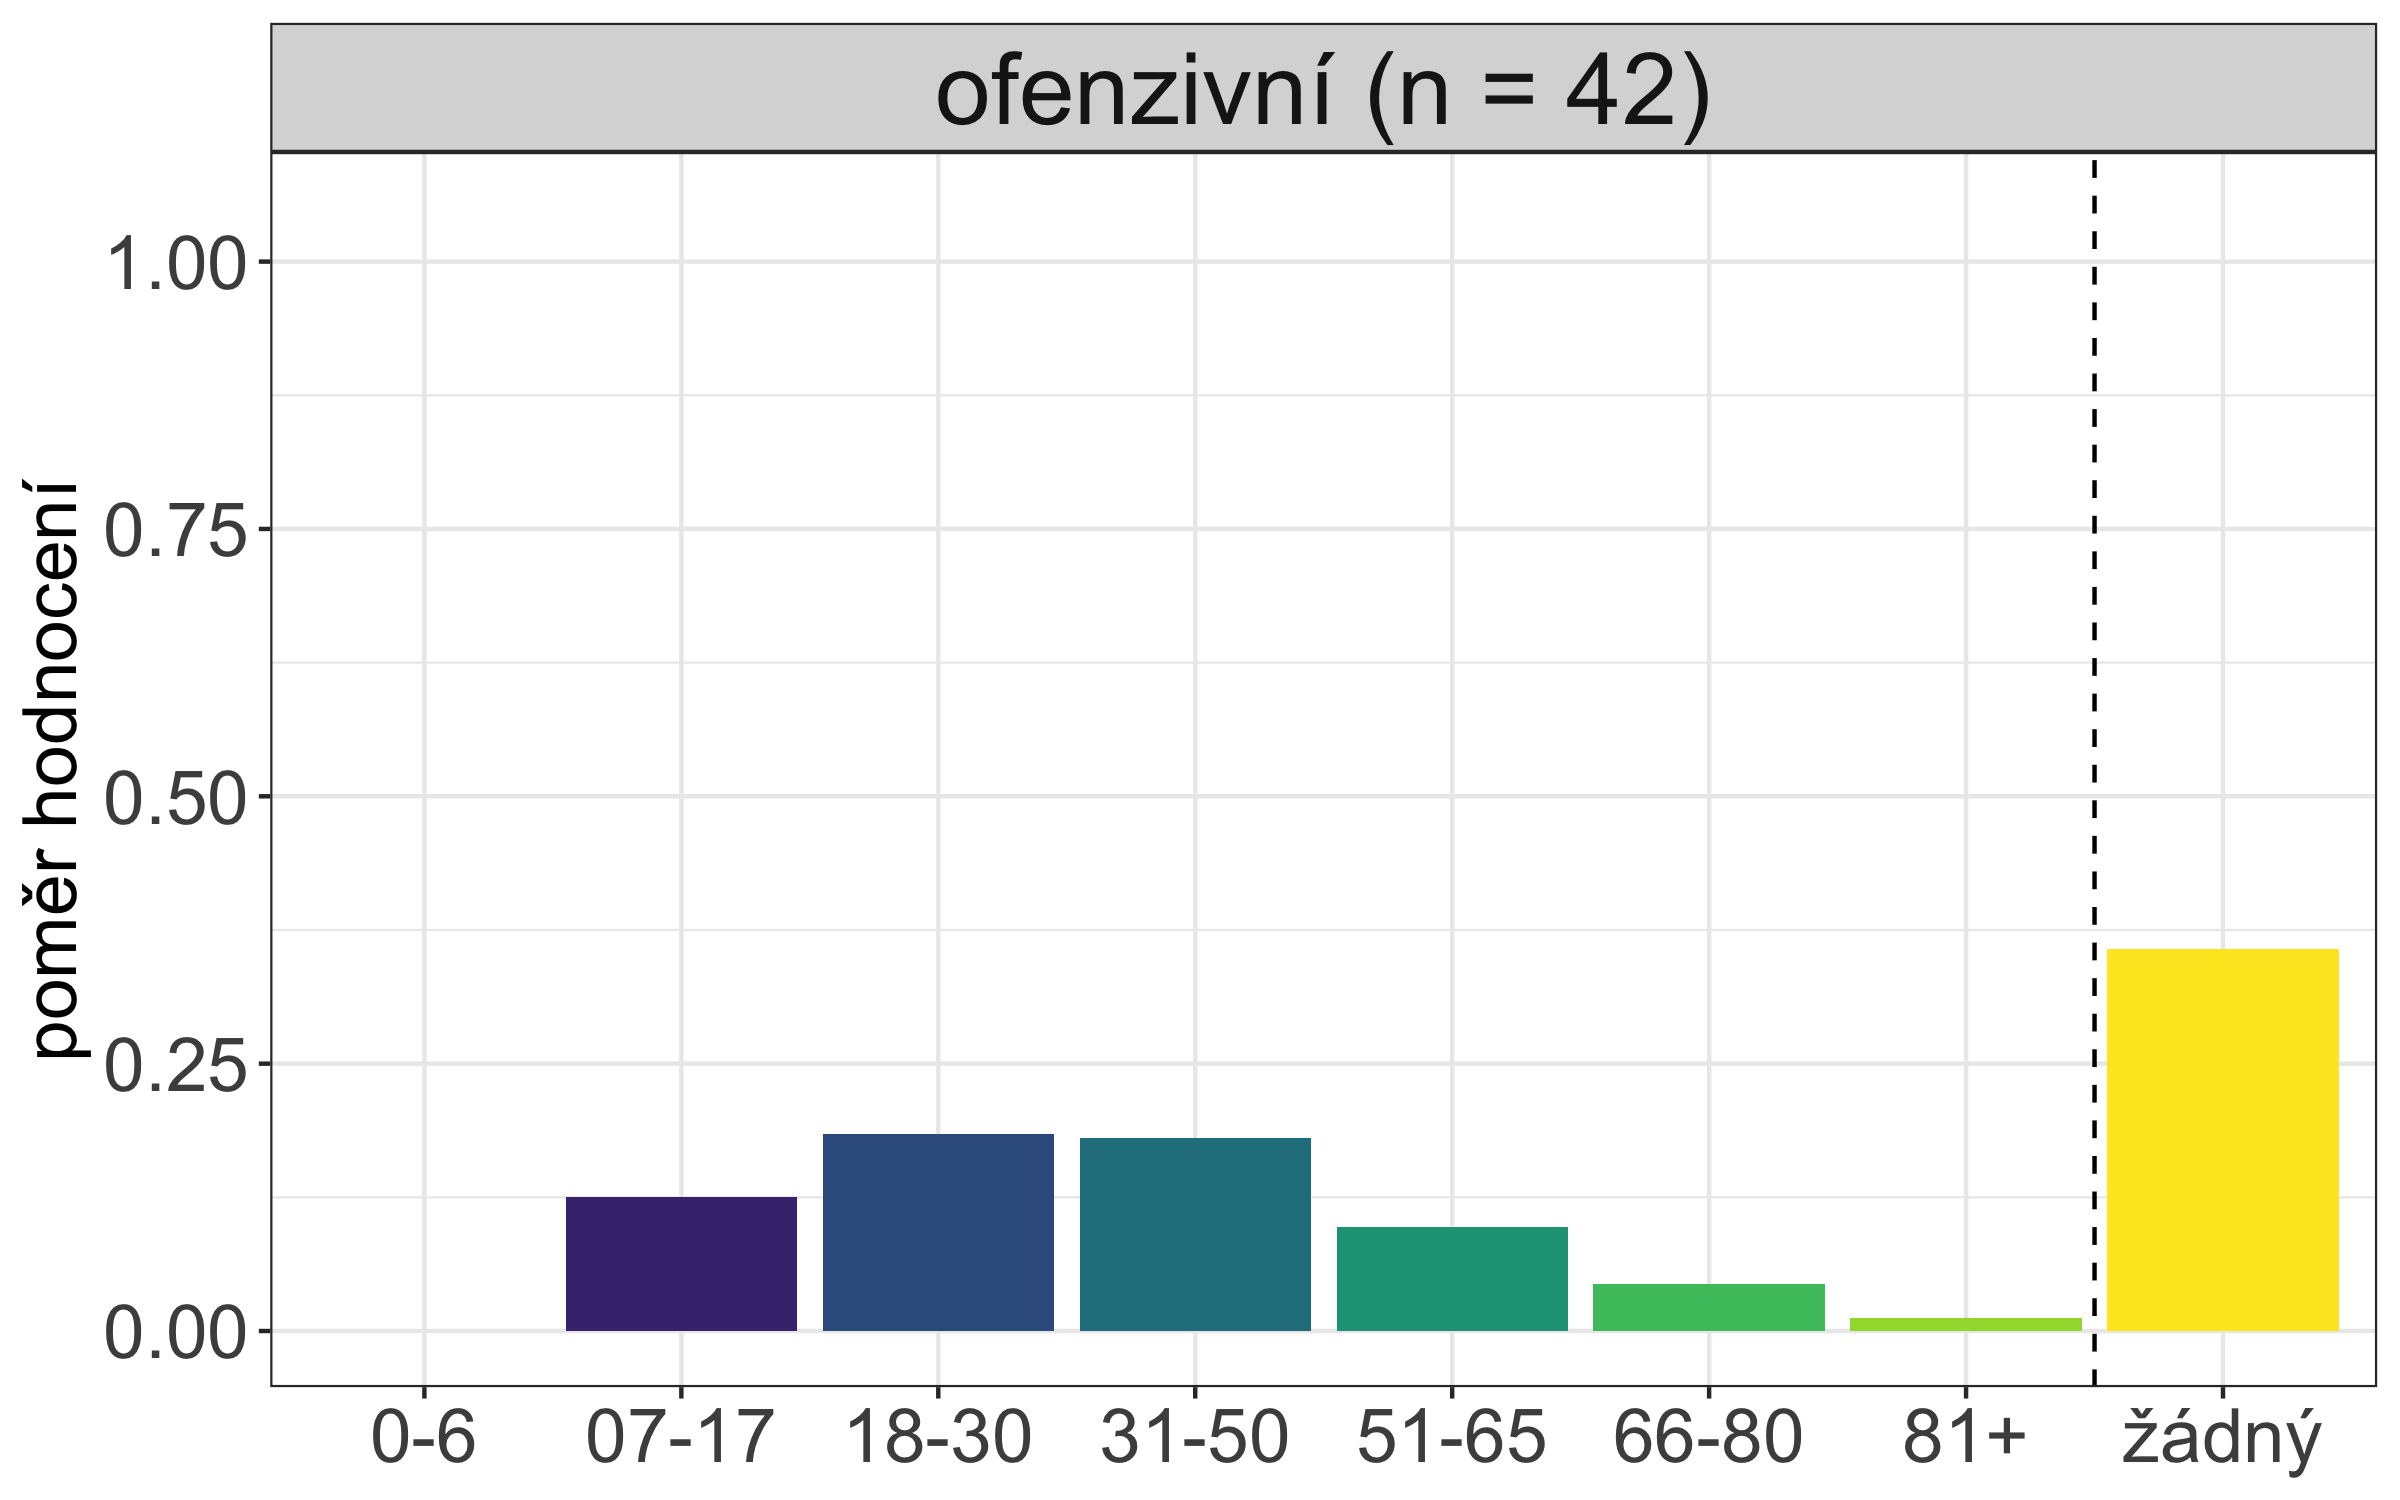 ofenzivní (n = 42)
poměr hodnocení
1.00
0.75
0.50
0.25
0.00
0-6 07-17 18-30 31-50 51-65 66-80 81+ žádný